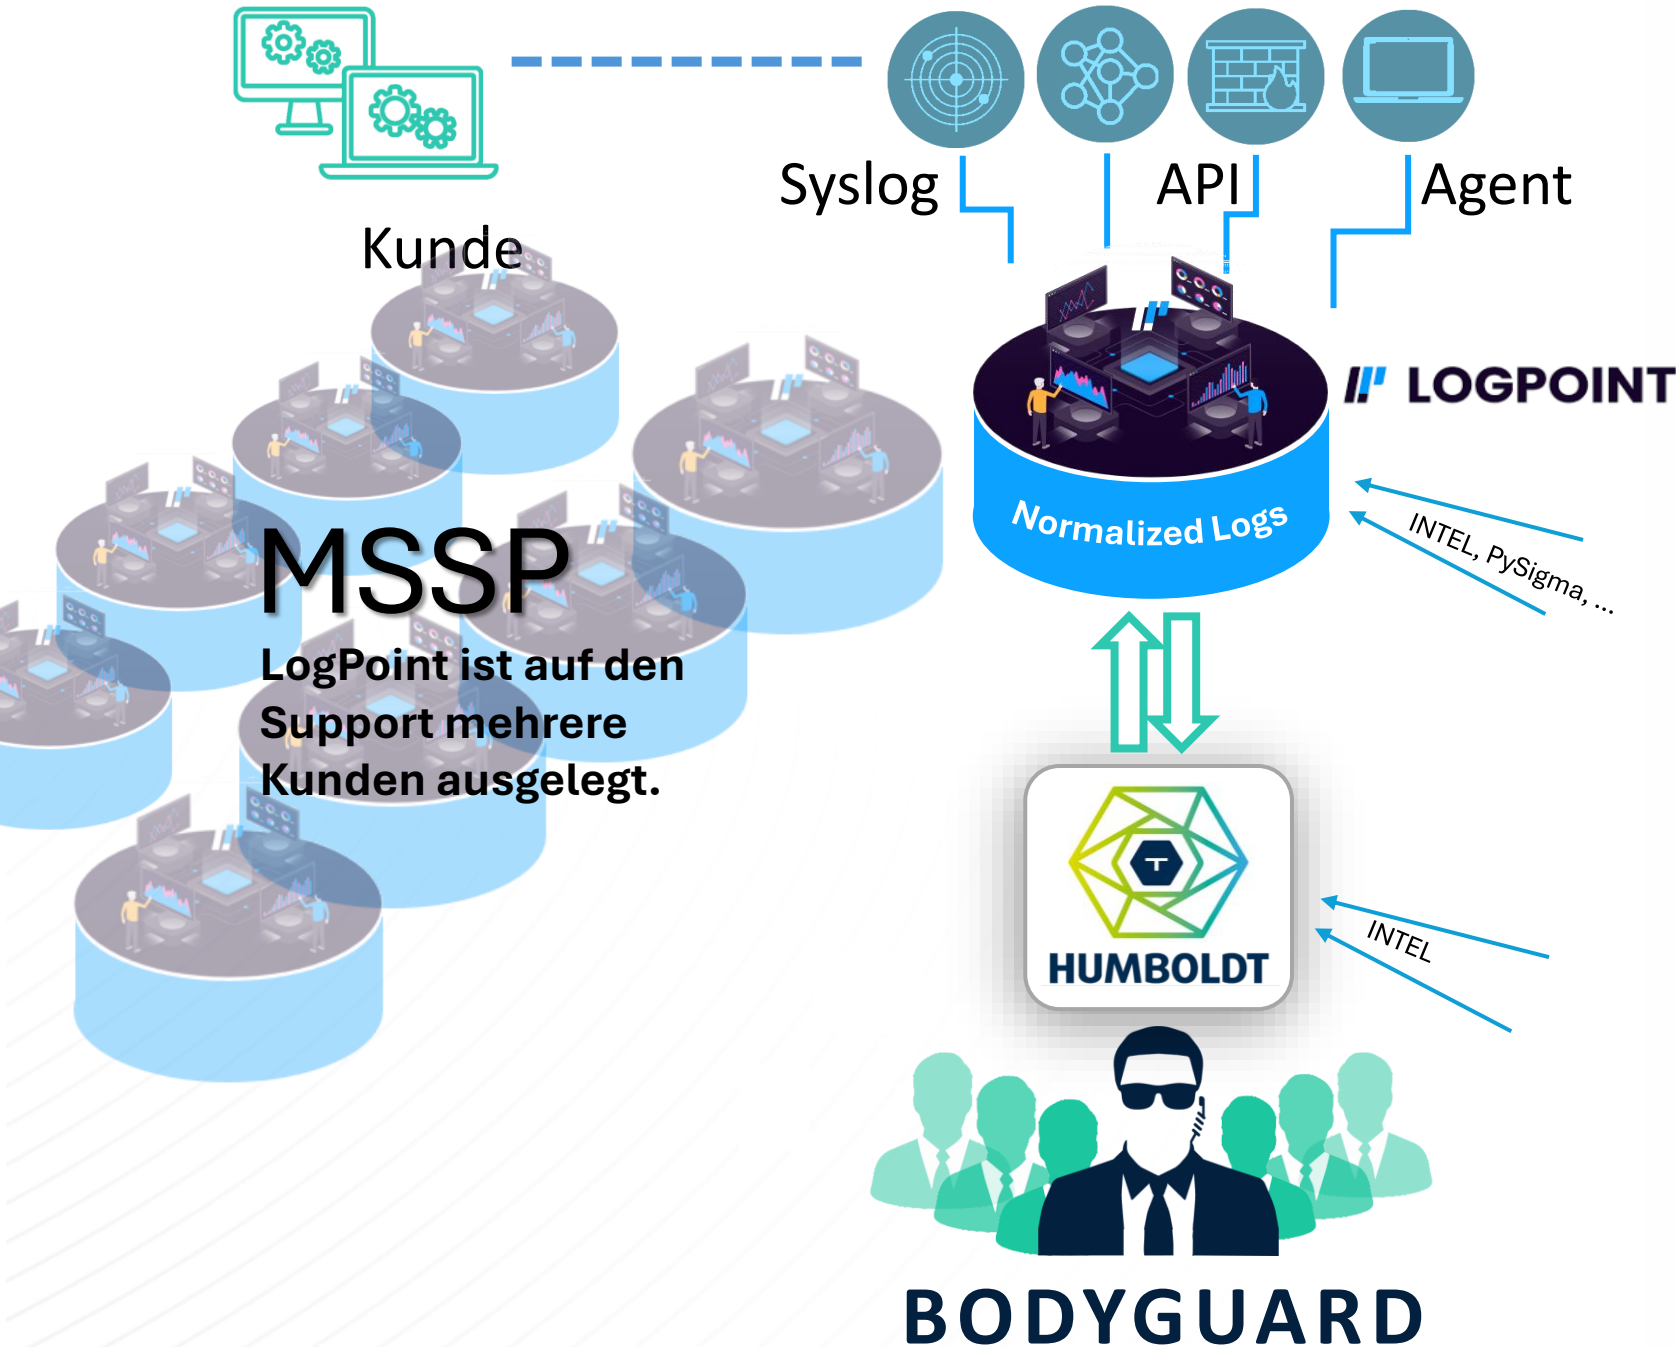 Syslog
API
Agent
Kunde
LOGPOINT
Normalized Logs
INTEL, PySigma, ...
MSSP
LogPoint ist auf den
Support mehrere
Kunden ausgelegt.
T
HUMBOLDT
INTEL
BODYGUARD